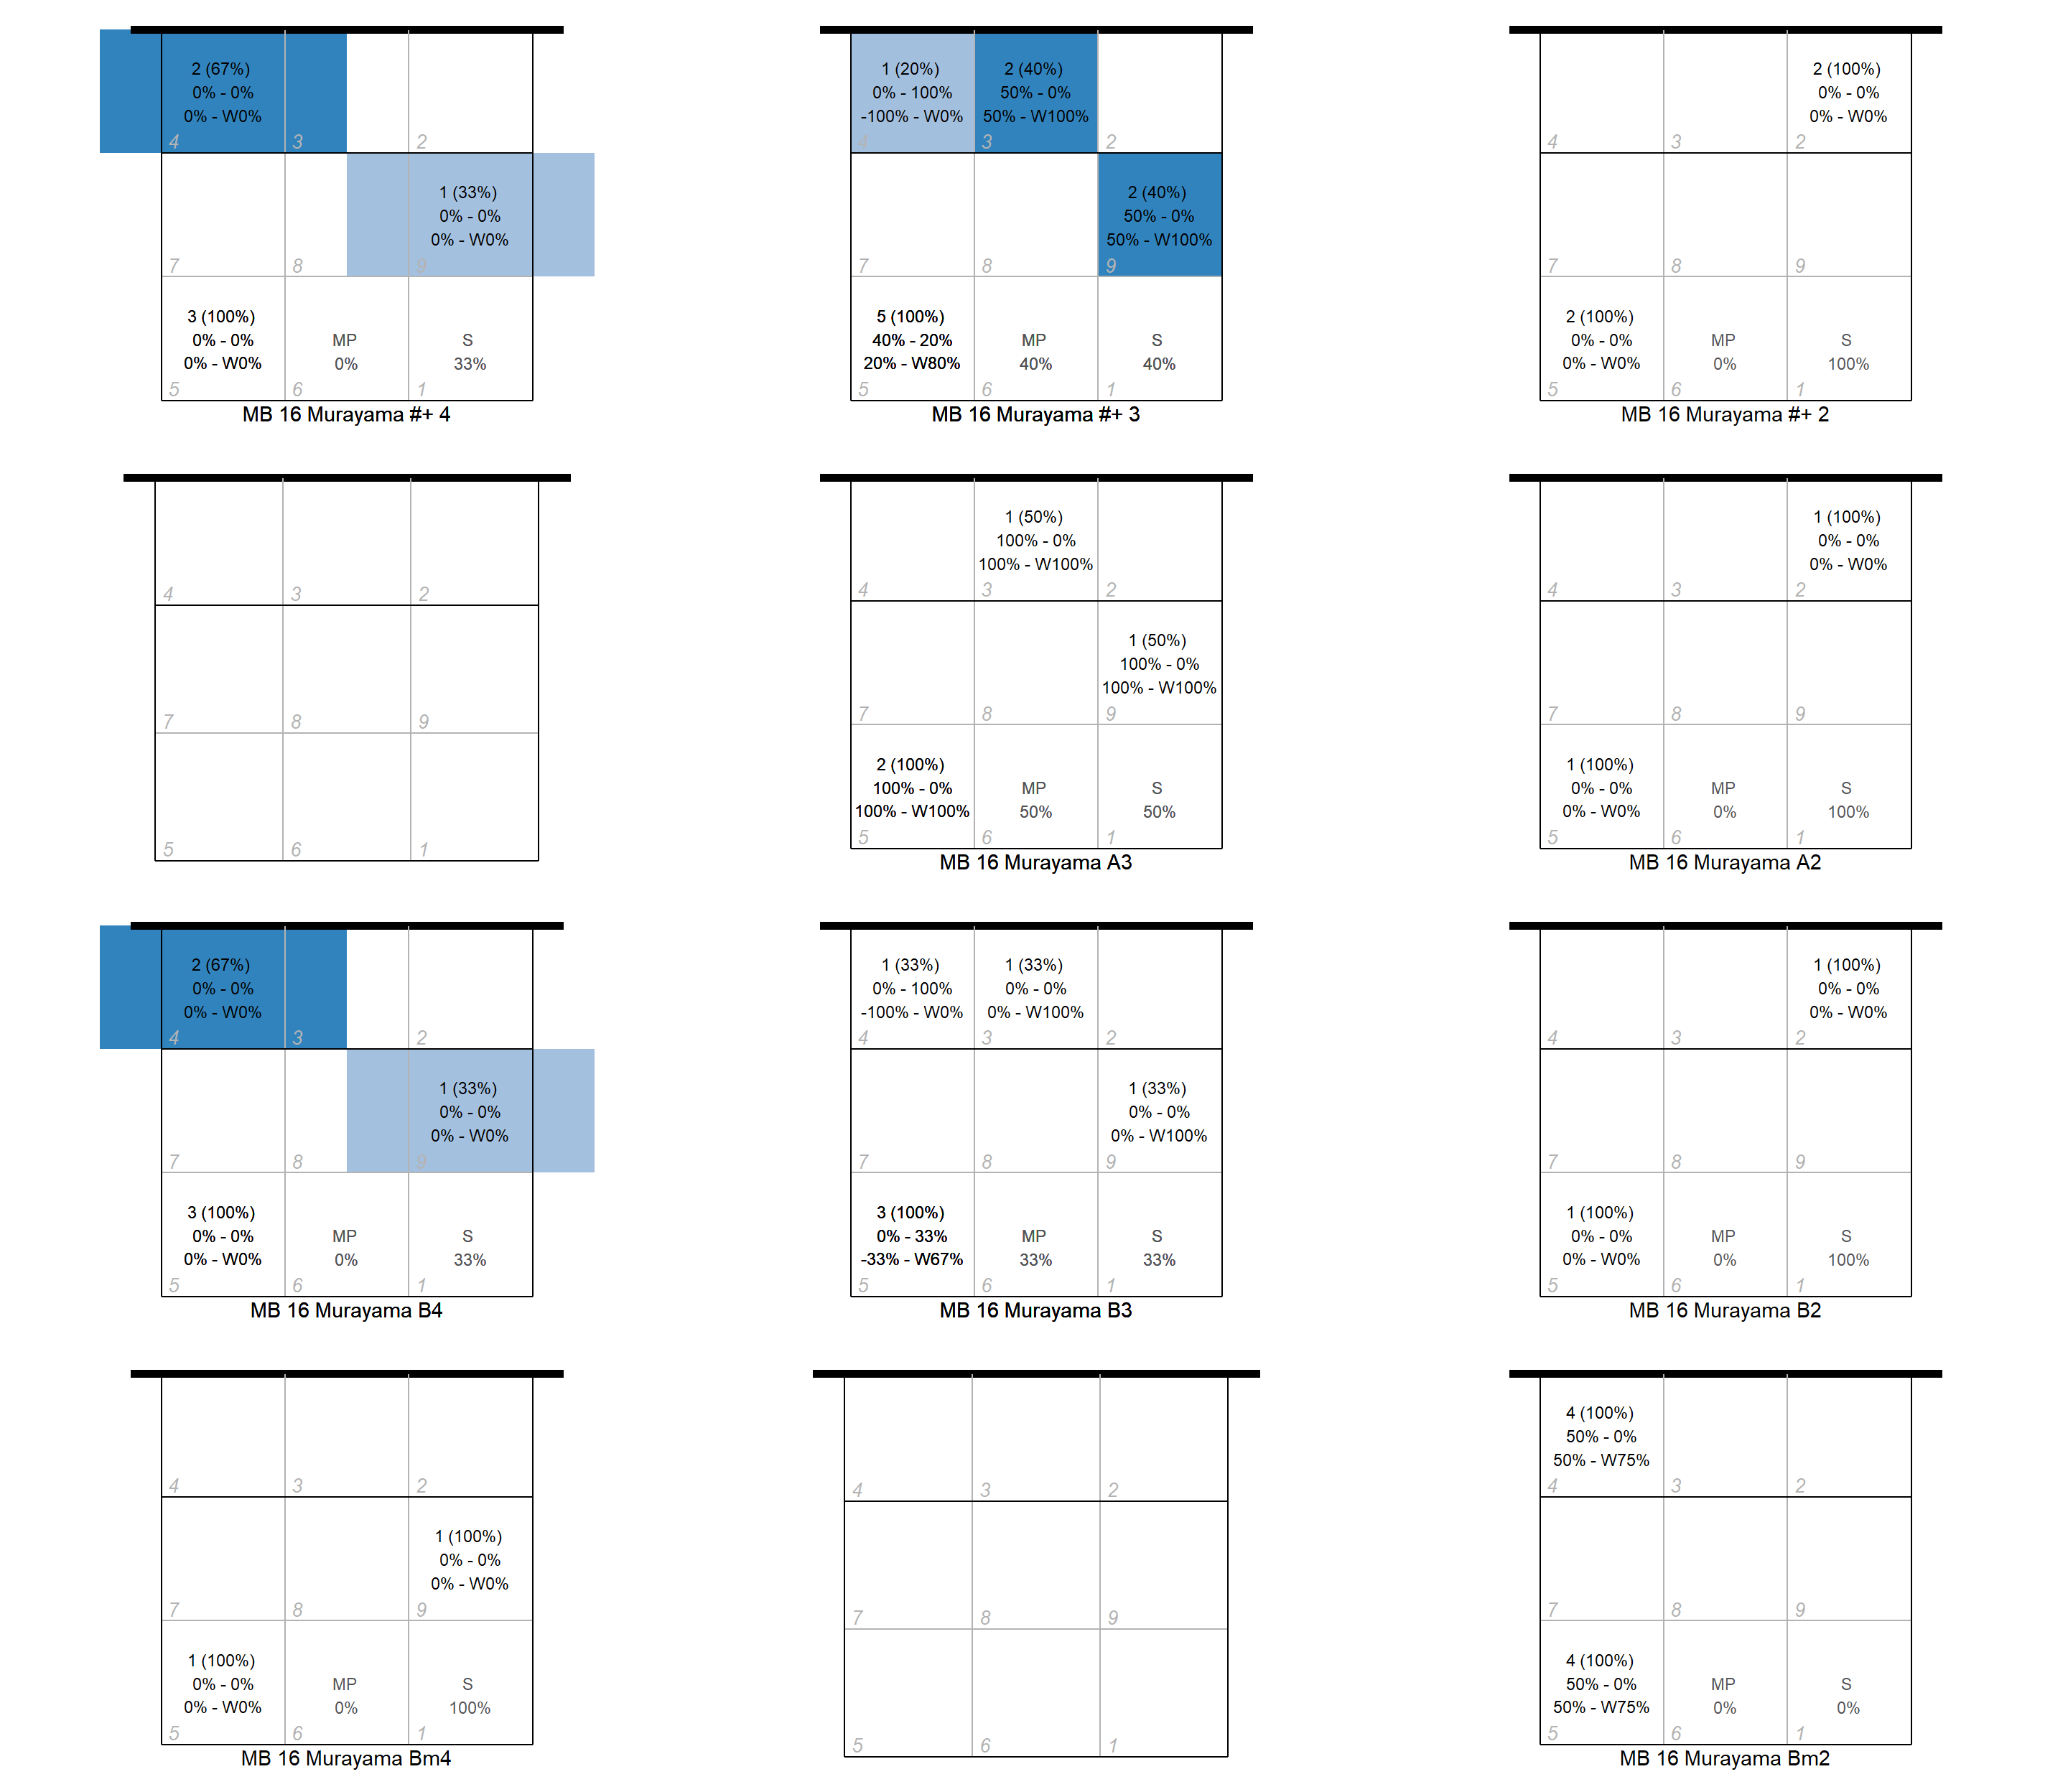 2 (67%)
0% - 0%
0% - W0%
4
3
2
1 (33%)
0% - 0%
0% - W0%
7
8
9
3 (100%)
0% - 0%
0% - W0%
MP
0%
S
33%
5
6
1
MB 16 Murayama #+ 4
1 (20%)
0% - 100%
-100% - W0%
2 (40%)
50% - 0%
50% - W100%
4
3
2
2 (40%)
50% - 0%
50% - W100%
7
8
9
5 (100%)
40% - 20%
20% - W80%
MP
40%
S
40%
5
6
1
MB 16 Murayama #+ 3
2 (100%)
0% - 0%
0% - W0%
4
3
2
7
8
9
2 (100%)
0% - 0%
0% - W0%
MP
0%
S
100%
5
6
1
MB 16 Murayama #+ 2
4
3
2
7
8
9
5
6
1
1 (50%)
100% - 0%
100% - W100%
4
3
2
1 (50%)
100% - 0%
100% - W100%
7
8
9
2 (100%)
100% - 0%
100% - W100%
MP
50%
S
50%
5
6
1
MB 16 Murayama A3
1 (100%)
0% - 0%
0% - W0%
4
3
2
7
8
9
1 (100%)
0% - 0%
0% - W0%
MP
0%
S
100%
5
6
1
MB 16 Murayama A2
2 (67%)
0% - 0%
0% - W0%
4
3
2
1 (33%)
0% - 0%
0% - W0%
7
8
9
3 (100%)
0% - 0%
0% - W0%
MP
0%
S
33%
5
6
1
MB 16 Murayama B4
1 (33%)
0% - 100%
-100% - W0%
1 (33%)
0% - 0%
0% - W100%
4
3
2
1 (33%)
0% - 0%
0% - W100%
7
8
9
3 (100%)
0% - 33%
-33% - W67%
MP
33%
S
33%
5
6
1
MB 16 Murayama B3
1 (100%)
0% - 0%
0% - W0%
4
3
2
7
8
9
1 (100%)
0% - 0%
0% - W0%
MP
0%
S
100%
5
6
1
MB 16 Murayama B2
4
3
2
1 (100%)
0% - 0%
0% - W0%
7
8
9
1 (100%)
0% - 0%
0% - W0%
MP
0%
S
100%
5
6
1
MB 16 Murayama Bm4
4
3
2
7
8
9
5
6
1
4 (100%)
50% - 0%
50% - W75%
4
3
2
7
8
9
4 (100%)
50% - 0%
50% - W75%
MP
0%
S
0%
5
6
1
MB 16 Murayama Bm2